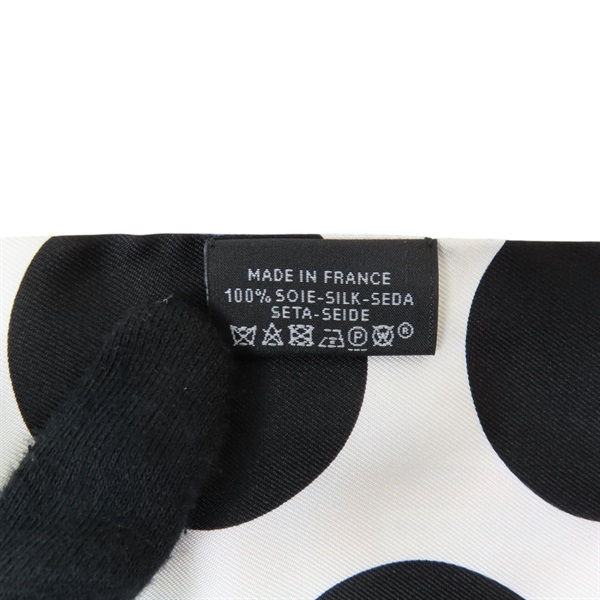 MADE IN FRANCE
100% SOIE-SILK-SEDA
SETA-SEIDE
P W ®